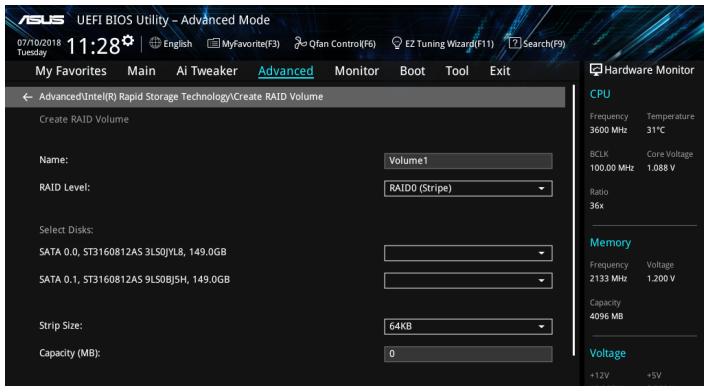 ASUS UEFI BIOS Utility – Advanced Mode
07/10/2018 Tuesday 11:28 English MyFavorite(F3) Qfan Control(F6) EZ Tuning Wizard(F11) ? Search(F9)
My Favorites Main Ai Tweaker Advanced Monitor Boot Tool Exit
← Advanced\Intel(R) Rapid Storage Technology\Create RAID Volume
Create RAID Volume
Name: Volume1
RAID Level: RAID0 (Stripe)
Select Disks:
SATA 0.0, ST3160812AS 3LS0JYL8, 149.0GB
SATA 0.1, ST3160812AS 9LS0BJ5H, 149.0GB
Strip Size: 64KB
Capacity (MB): 0
Hardware Monitor
CPU
Frequency Temperature
3600 MHz 31°C
BCLK Core Voltage
100.00 MHz 1.088 V
Ratio
36x
Memory
Frequency Voltage
2133 MHz 1.200 V
Capacity
4096 MB
Voltage
+12V +5V